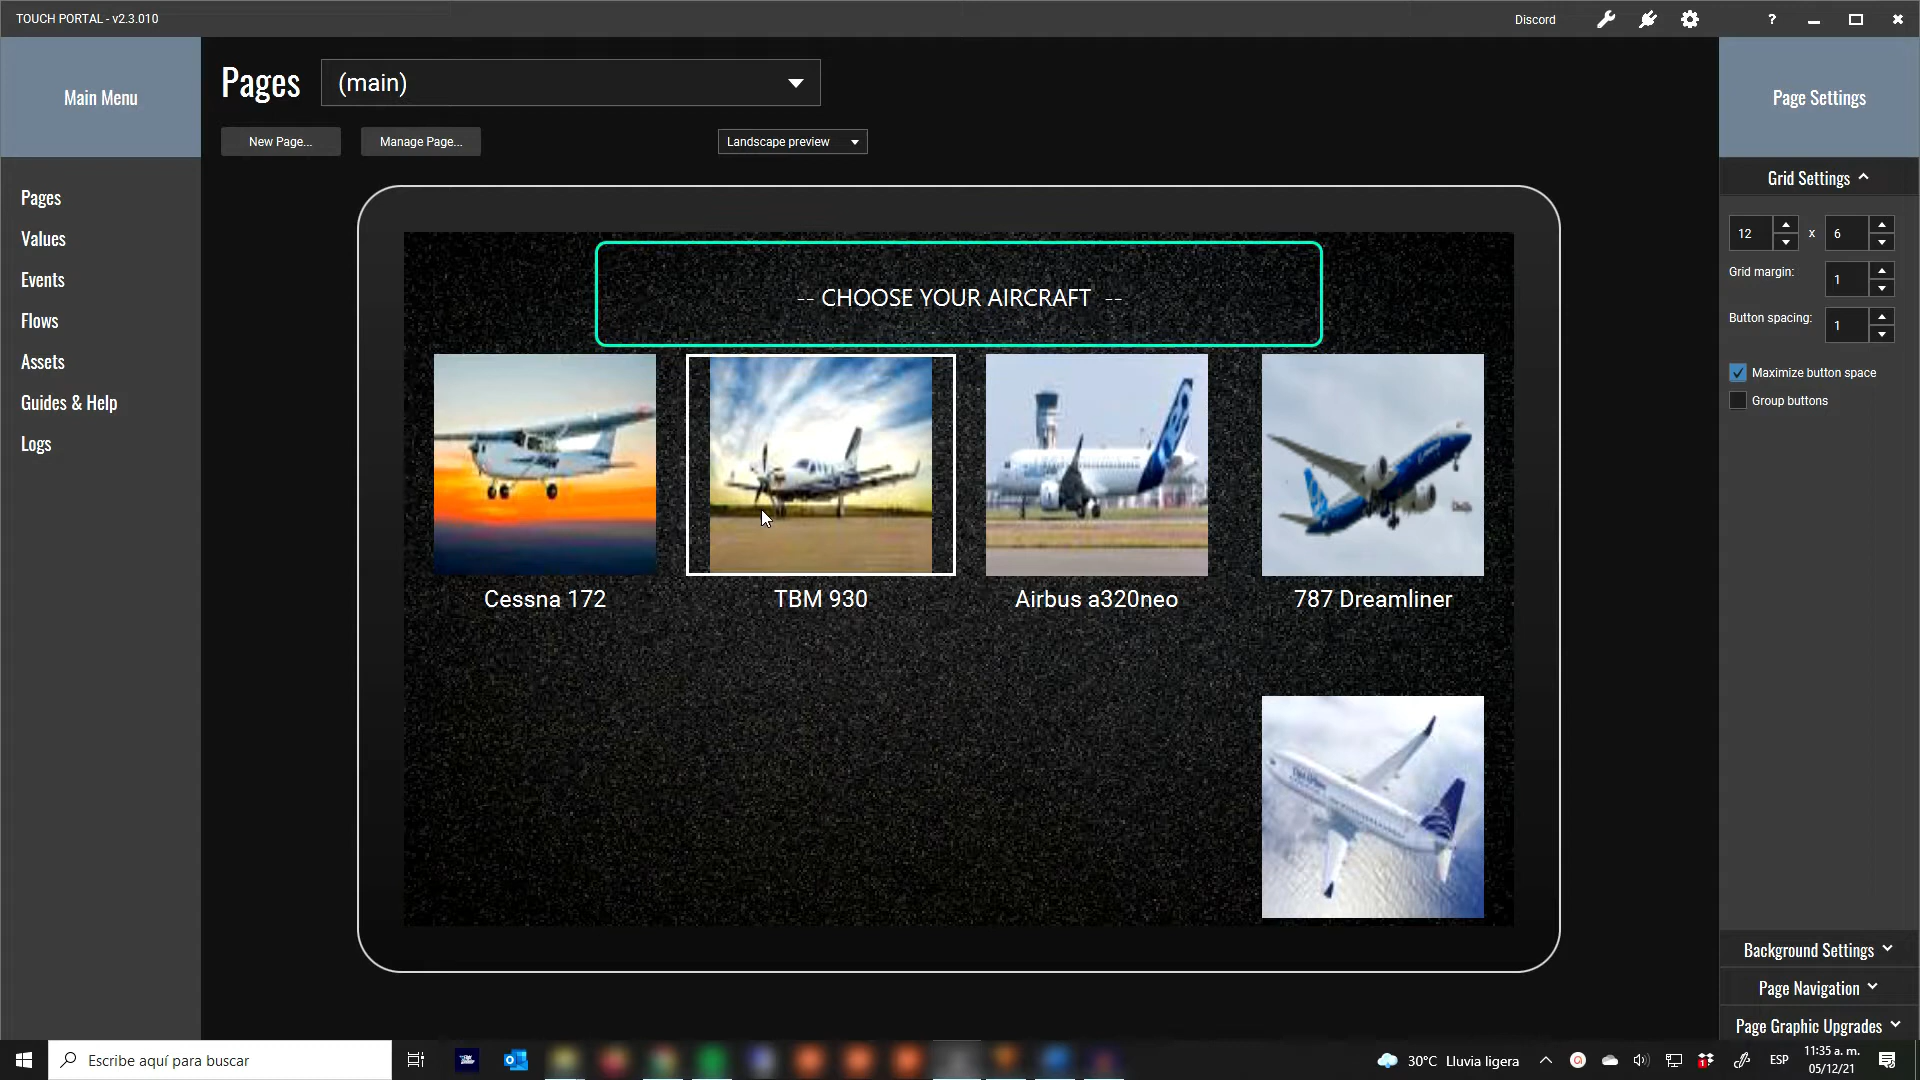 TOUCH PORTAL - v2.3.010
Discord
?
Main Menu
Pages
(main)
Page Settings
New Page...
Manage Page...
Landscape preview
Pages
Values
Events
Flows
Assets
Guides & Help
Logs
-- CHOOSE YOUR AIRCRAFT --
Cessna 172
TBM 930
Airbus a320neo
787 Dreamliner
Grid Settings
12 x 6
Grid margin: 1
Button spacing: 1
Maximize button space
Group buttons
Background Settings
Page Navigation
Page Graphic Upgrades
Escribe aquí para buscar
30°C Lluvia ligera
1
ESP
11:35 a. m.
05/12/21